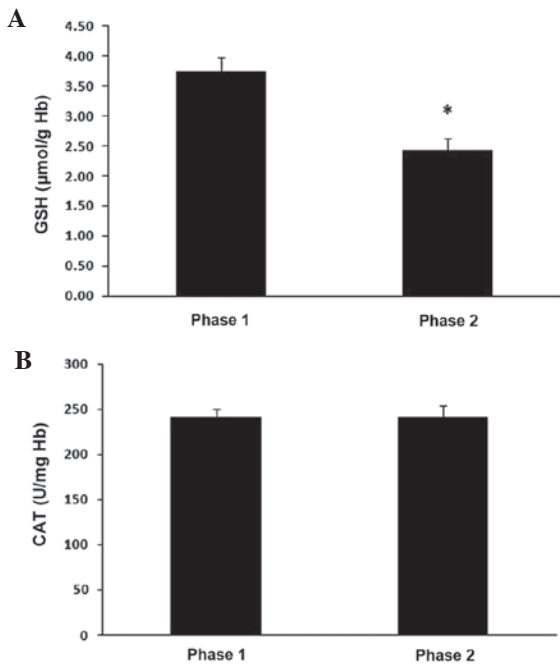 A
GSH (μmol/g Hb)
4.50
4.00
3.50
3.00
2.50
2.00
1.50
1.00
0.50
0.00
*
Phase 1
Phase 2
B
CAT (U/mg Hb)
300
250
200
150
100
50
0
Phase 1
Phase 2